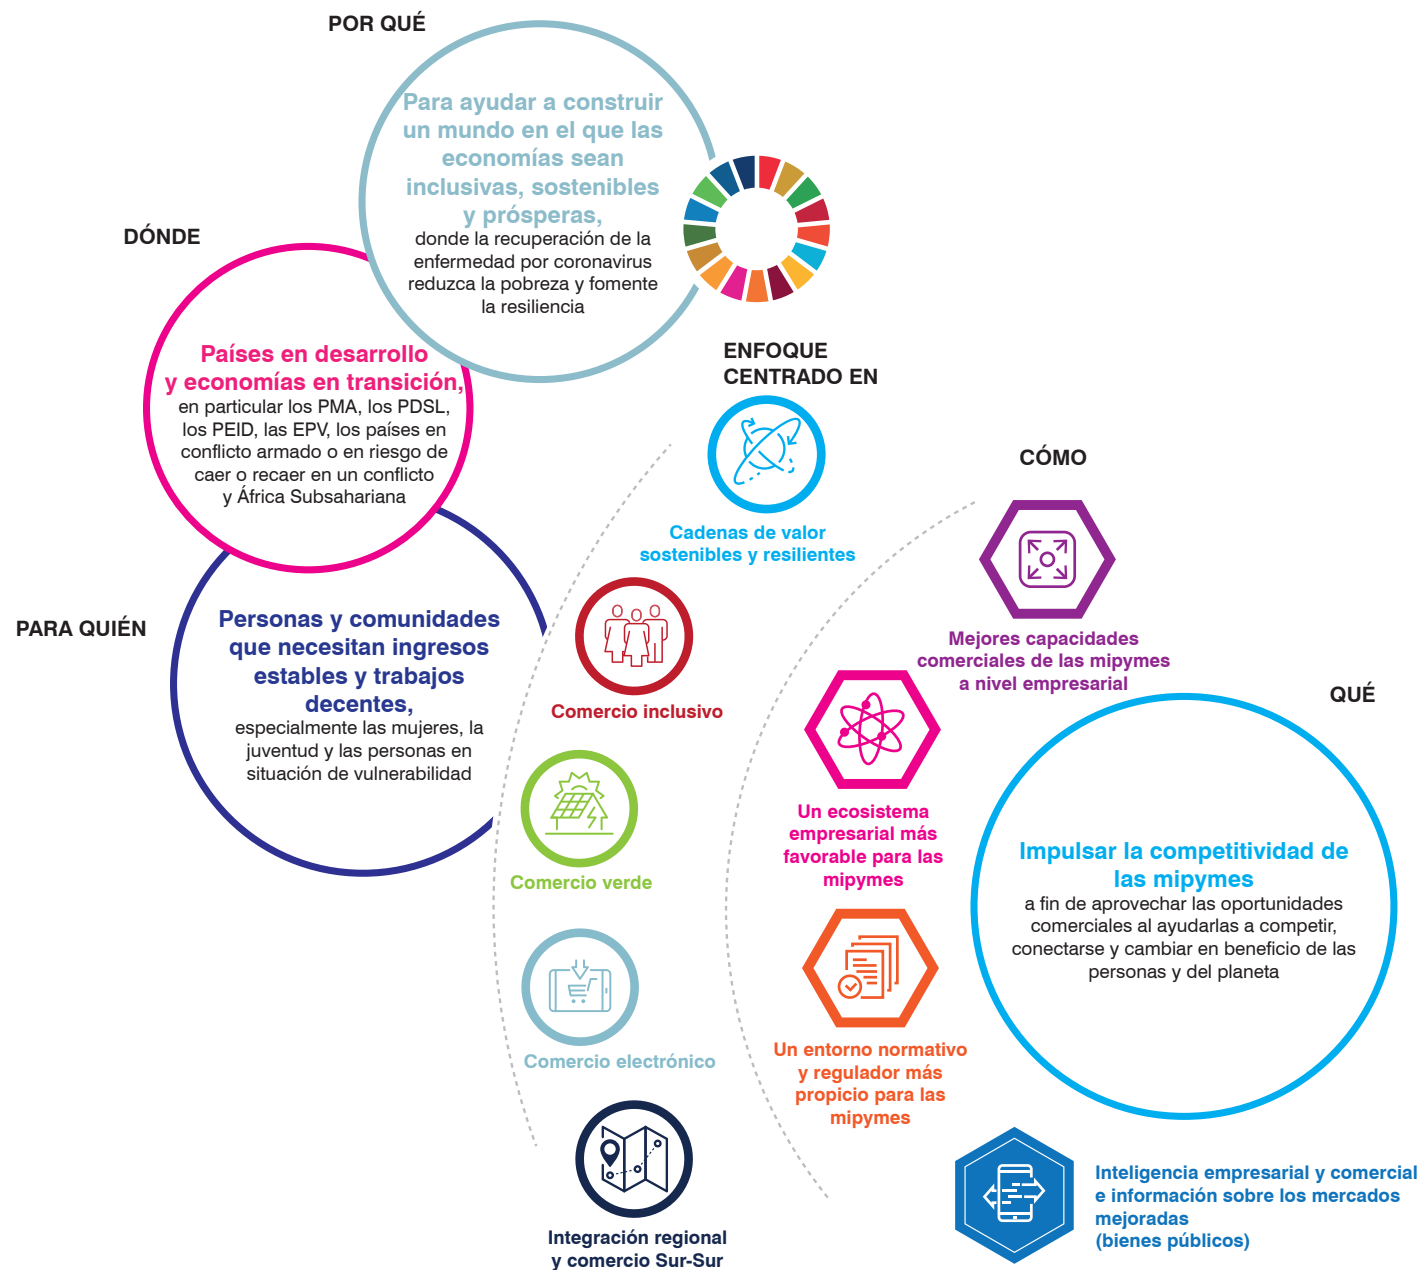 POR QUÉ
Para ayudar a construir
un mundo en el que las
economías sean
inclusivas, sostenibles
y prósperas,
donde la recuperación de la
enfermedad por coronavirus
reduzca la pobreza y fomente
la resiliencia
DÓNDE
Países en desarrollo
y economías en transición,
en particular los PMA, los PDSL,
los PEID, las EPV, los países en
conflicto armado o en riesgo de
caer o recaer en un conflicto
y África Subsahariana
PARA QUIÉN
Personas y comunidades
que necesitan ingresos
estables y trabajos
decentes,
especialmente las mujeres, la
juventud y las personas en
situación de vulnerabilidad
ENFOQUE
CENTRADO EN
Cadenas de valor
sostenibles y resilientes
Comercio inclusivo
Comercio verde
Comercio electrónico
Integración regional
y comercio Sur-Sur
CÓMO
Mejores capacidades
comerciales de las mipymes
a nivel empresarial
Un ecosistema
empresarial más
favorable para las
mipymes
Un entorno normativo
y regulador más
propicio para las
mipymes
Inteligencia empresarial y comercial
e información sobre los mercados
mejoradas
(bienes públicos)
QUÉ
Impulsar la competitividad de
las mipymes
a fin de aprovechar las oportunidades
comerciales al ayudarlas a competir,
conectarse y cambiar en beneficio de las
personas y del planeta